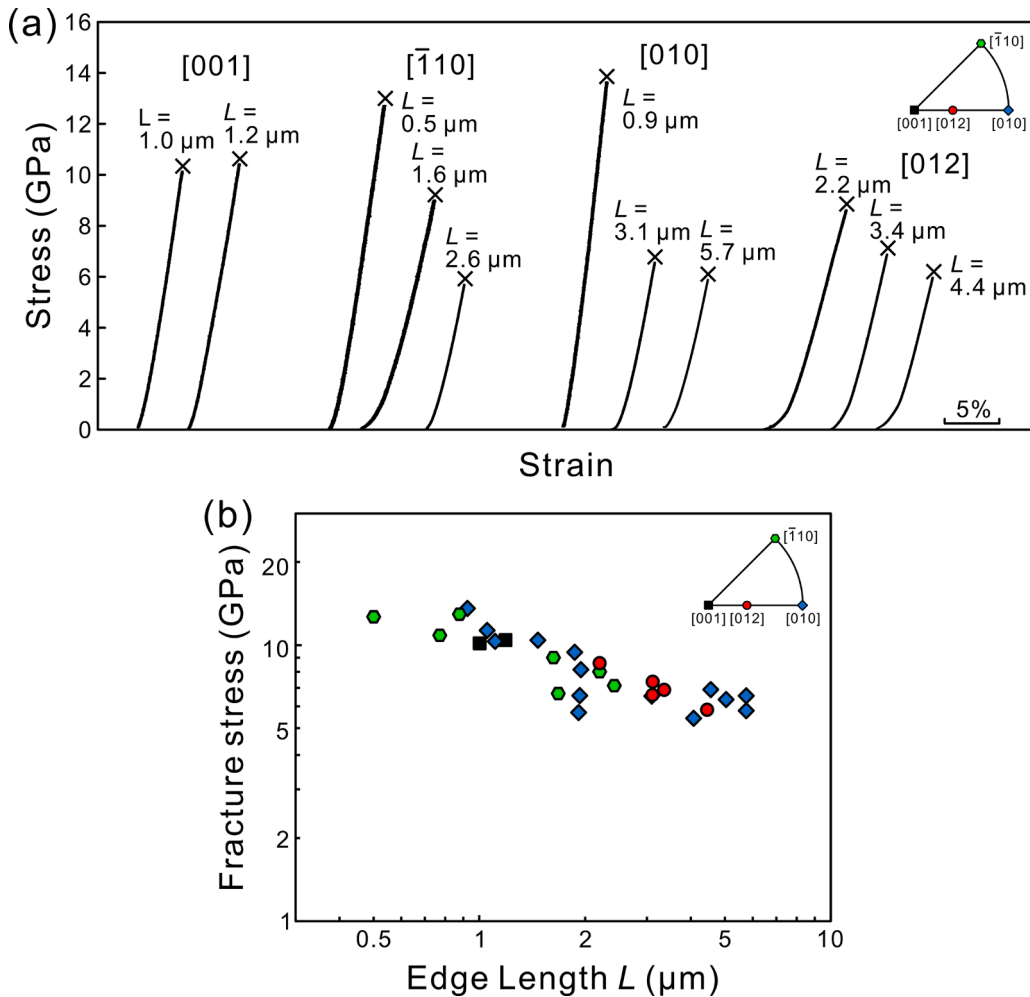 (a)
16
14
12
10
8
6
4
2
0
Stress (GPa)
[001]
L =
1.0 µm
L =
1.2 µm
[1̄10]
L =
0.5 µm
L =
1.6 µm
L =
2.6 µm
[010]
L =
0.9 µm
L =
3.1 µm
L =
5.7 µm
[012]
L =
2.2 µm
L =
3.4 µm
L =
4.4 µm
[1̄10]
[001] [012] [010]
5%
Strain
(b)
20
10
5
2
1
Fracture stress (GPa)
[1̄10]
[001] [012] [010]
0.5 1 2 5 10
Edge Length L (µm)